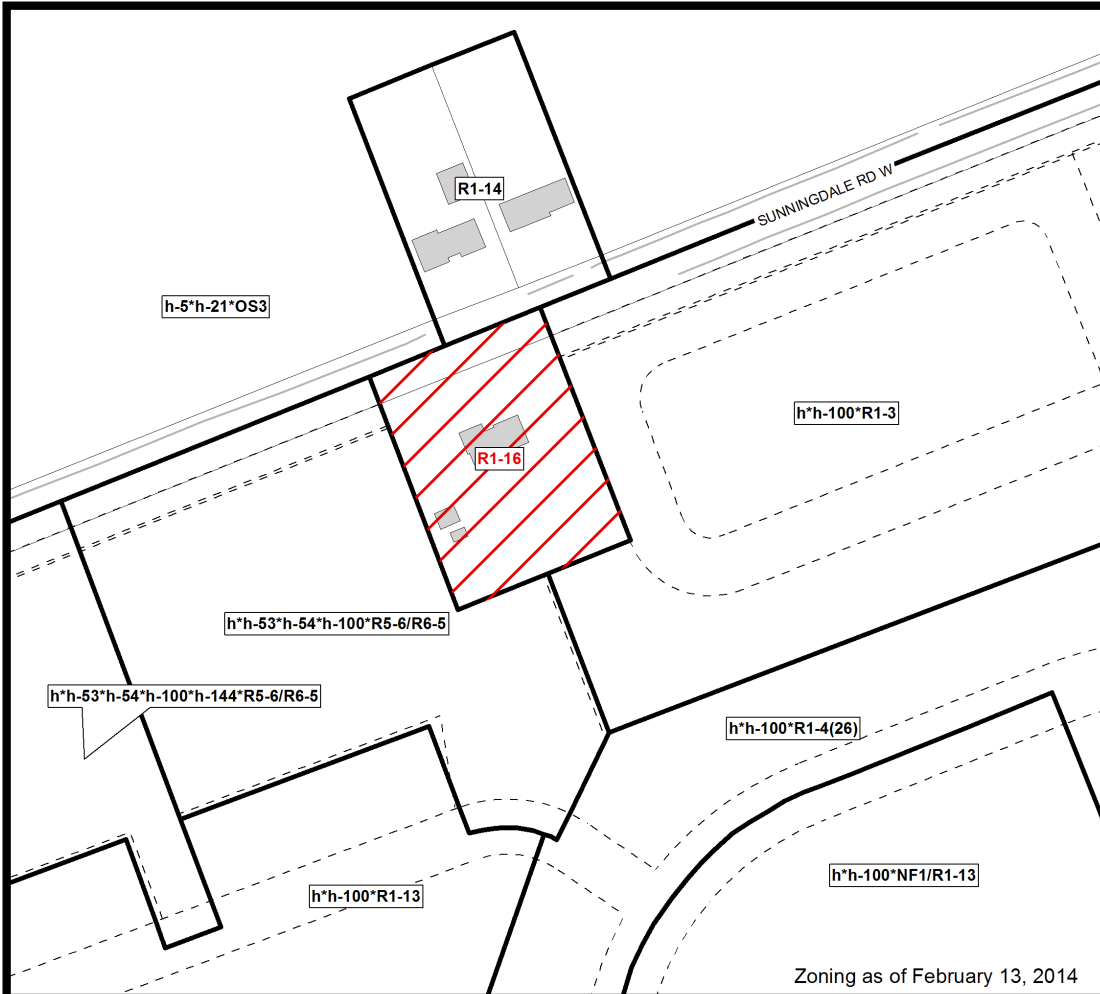 R1-14
SUNNINGDALE RD W
h-5*h-21*OS3
h*h-100*R1-3
R1-16
h*h-53*h-54*h-100*R5-6/R6-5
h*h-53*h-54*h-100*h-144*R5-6/R6-5
h*h-100*R1-4(26)
h*h-100*NF1/R1-13
h*h-100*R1-13
Zoning as of February 13, 2014